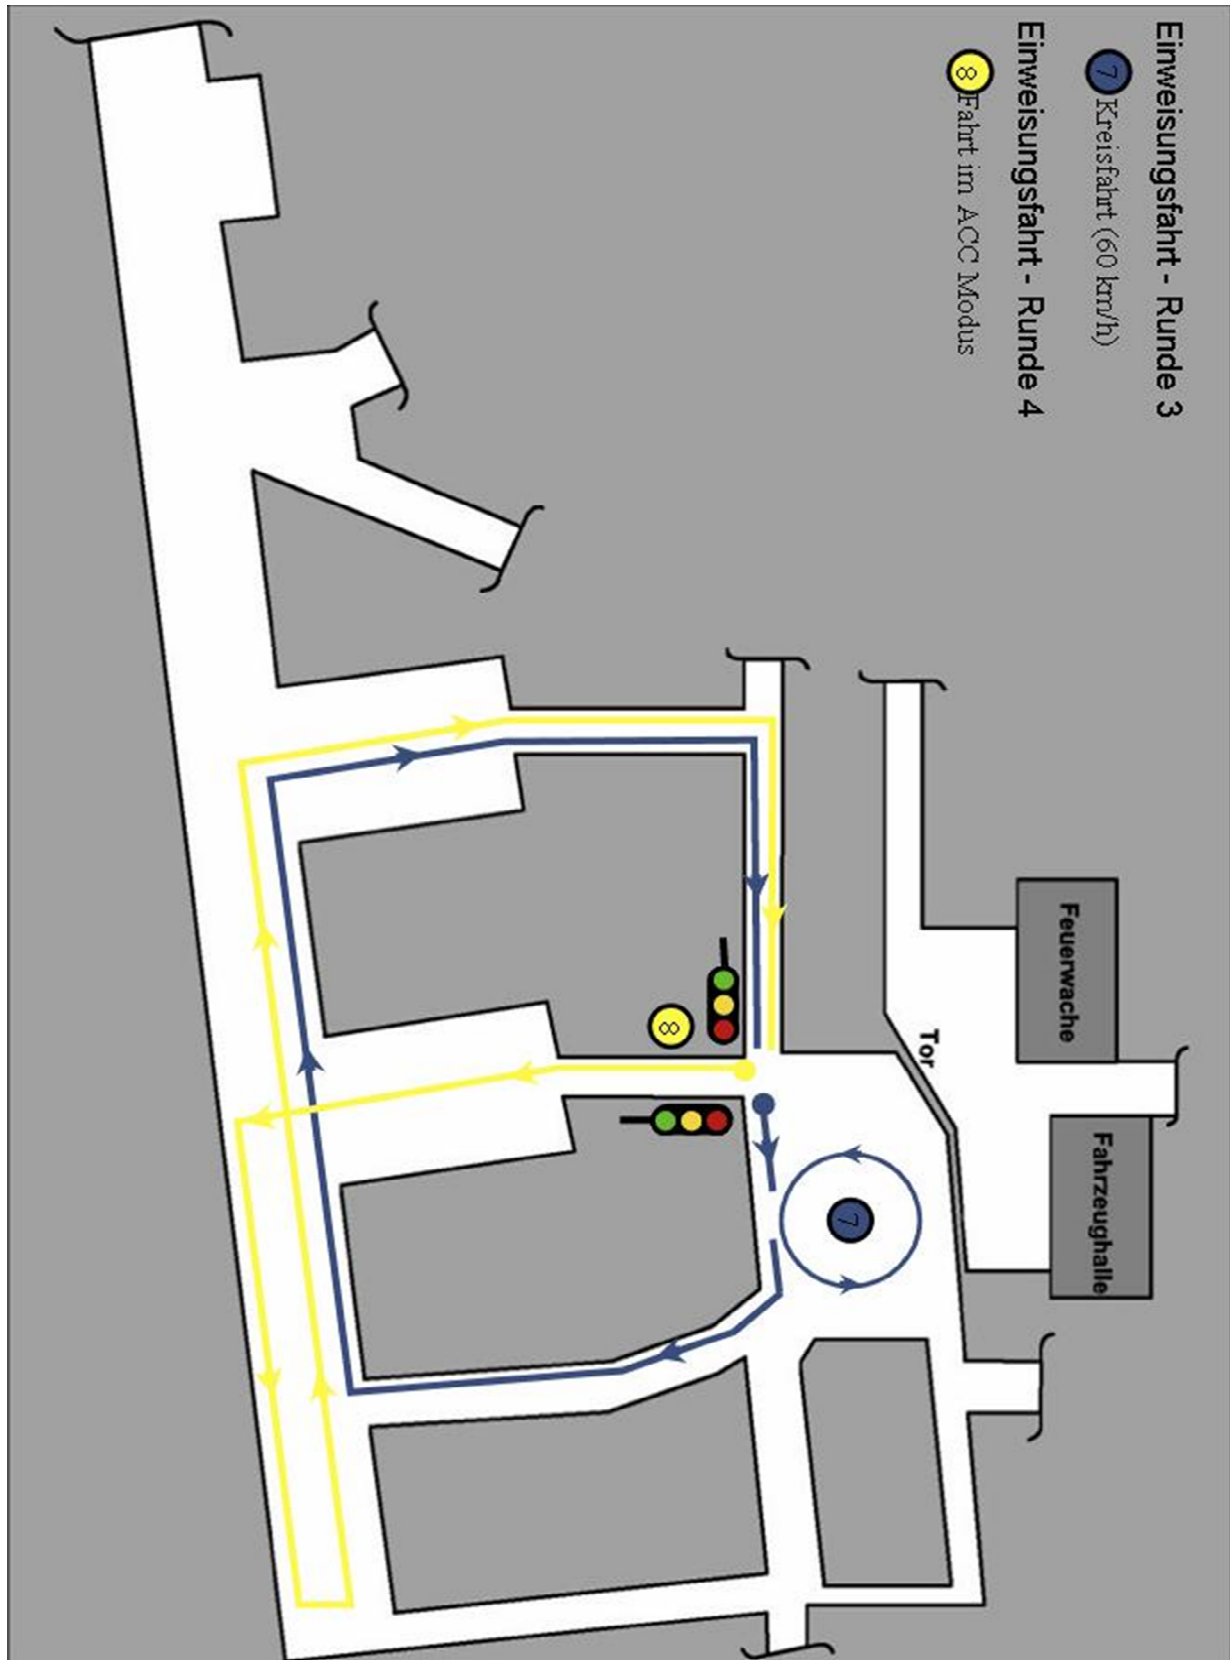 Einweisungsfahrt - Runde 3
7 Kreisfahrt (60 km/h)
Einweisungsfahrt - Runde 4
8 Fahrt im ACC Modus
Feuerwache
Tor
Fahrzeughalle
8
7